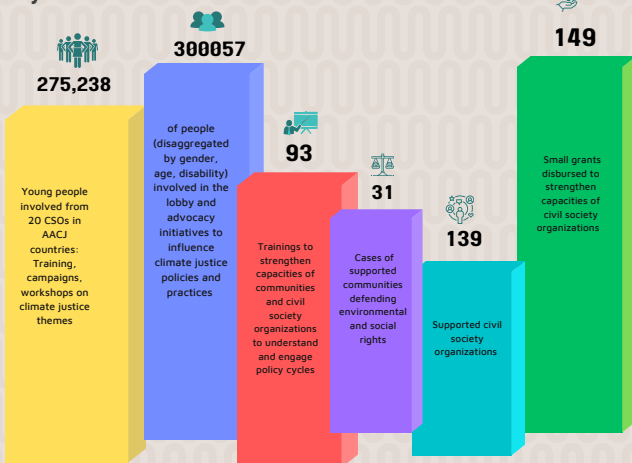 275,238
Young people
involved from
20 CSOs in
AACJ
countries:
Training,
campaigns,
workshops on
climate justice
themes
300057
of people
(disaggregated
by gender,
age, disability)
involved in the
lobby and
advocacy
initiatives to
influence
climate justice
policies and
practices
93
Trainings to
strengthen
capacities of
communities
and civil
society
organizations
to understand
and engage
policy cycles
31
Cases of
supported
communities
defending
environmental
and social
rights
139
Supported civil
society
organizations
149
Small grants
disbursed to
strengthen
capacities of
civil society
organizations